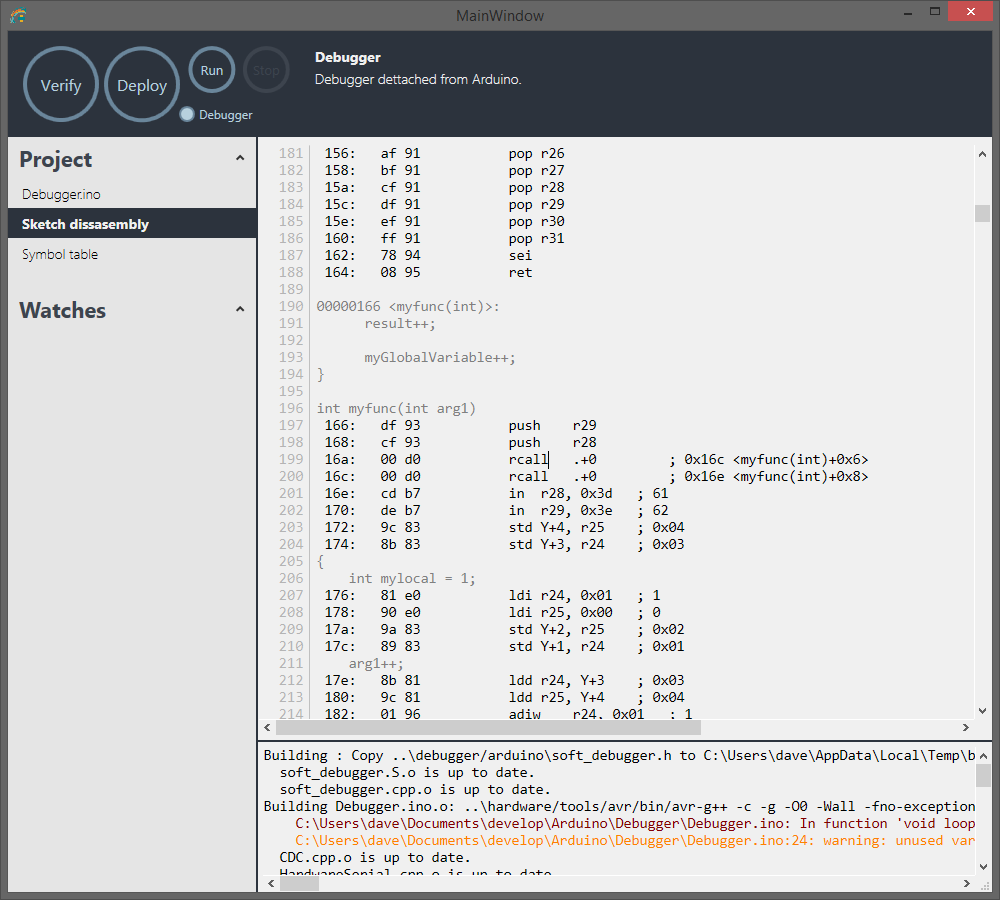 MainWindow
Verify
Deploy
Run
Stop
Debugger
Debugger
Debugger dettached from Arduino.
Project
Debugger.ino
Sketch dissasembly
Symbol table
Watches
181 156: af 91 pop r26
182 158: bf 91 pop r27
183 15a: cf 91 pop r28
184 15c: df 91 pop r29
185 15e: ef 91 pop r30
186 160: ff 91 pop r31
187 162: 78 94 sei
188 164: 08 95 ret
189
190 00000166 <myfunc(int)>:
191 result++;
192
193 myGlobalVariable++;
194 }
195
196 int myfunc(int arg1)
197 166: df 93 push r29
198 168: cf 93 push r28
199 16a: 00 d0 rcall .+0 ; 0x16c <myfunc(int)+0x6>
200 16c: 00 d0 rcall .+0 ; 0x16e <myfunc(int)+0x8>
201 16e: cd b7 in r28, 0x3d ; 61
202 170: de b7 in r29, 0x3e ; 62
203 172: 9c 83 std Y+4, r25 ; 0x04
204 174: 8b 83 std Y+3, r24 ; 0x03
205 {
206 int mylocal = 1;
207 176: 81 e0 ldi r24, 0x01 ; 1
208 178: 90 e0 ldi r25, 0x00 ; 0
209 17a: 9a 83 std Y+2, r25 ; 0x02
210 17c: 89 83 std Y+1, r24 ; 0x01
211 arg1++;
212 17e: 8b 81 ldd r24, Y+3 ; 0x03
213 180: 9c 81 ldd r25, Y+4 ; 0x04
214 182: 01 96 adiw r24, 0x01 ; 1
Building : Copy ..\debugger/arduino\soft_debugger.h to C:\Users\dave\AppData\Local\Temp\b
soft_debugger.S.o is up to date.
soft_debugger.cpp.o is up to date.
Building Debugger.ino.o: ..\hardware/tools/avr/bin/avr-g++ -c -g -O0 -Wall -fno-exception
C:\Users\dave\Documents\develop\Arduino\Debugger\Debugger.ino: In function 'void loop
C:\Users\dave\Documents\develop\Arduino\Debugger\Debugger.ino:24: warning: unused var
CDC.cpp.o is up to date.
HardwareSerial.cpp.o is up to date